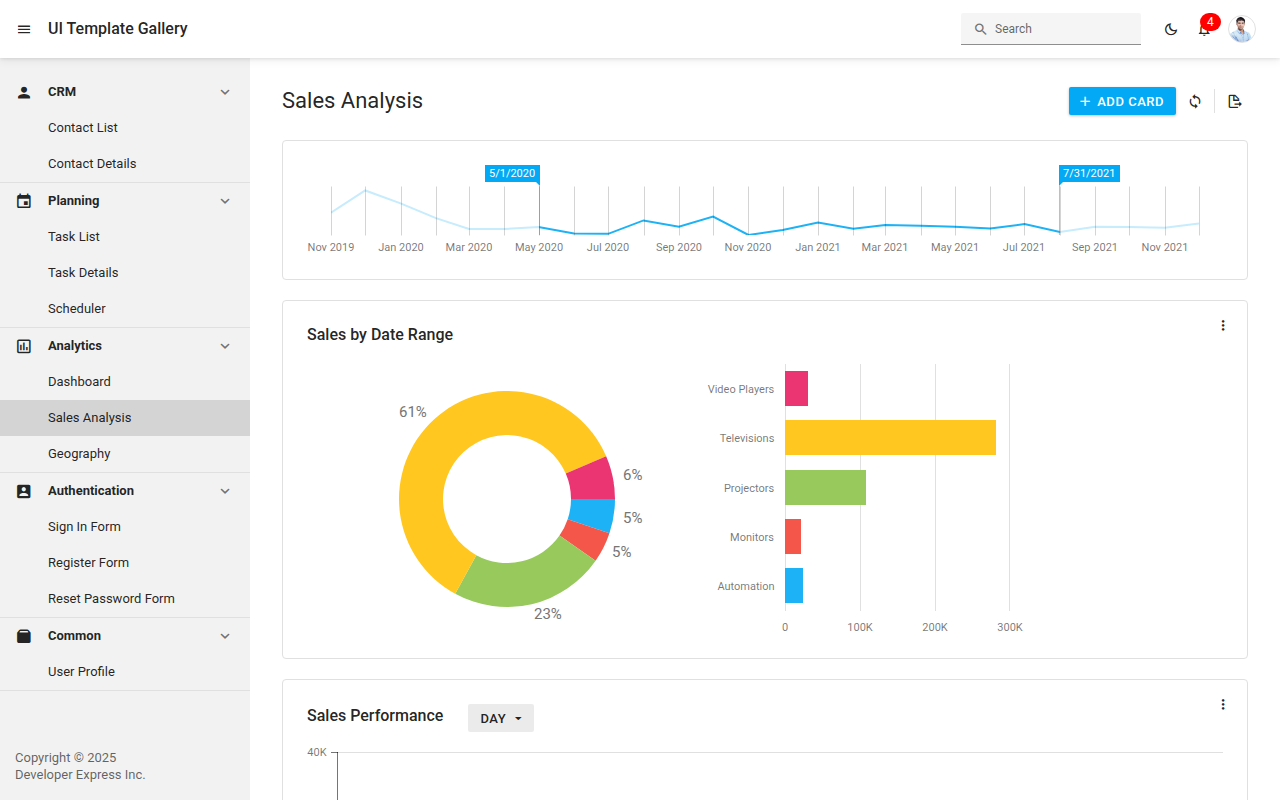 UI Template Gallery
Search
4
CRM
Contact List
Contact Details
Planning
Task List
Task Details
Scheduler
Analytics
Dashboard
Sales Analysis
Geography
Authentication
Sign In Form
Register Form
Reset Password Form
Common
User Profile
Copyright © 2025
Developer Express Inc.
Sales Analysis
+ ADD CARD
5/1/2020
7/31/2021
Nov 2019 Jan 2020 Mar 2020 May 2020 Jul 2020 Sep 2020 Nov 2020 Jan 2021 Mar 2021 May 2021 Jul 2021 Sep 2021 Nov 2021
Sales by Date Range
61%
6%
5%
5%
23%
Video Players
Televisions
Projectors
Monitors
Automation
0 100K 200K 300K
Sales Performance
DAY
40K